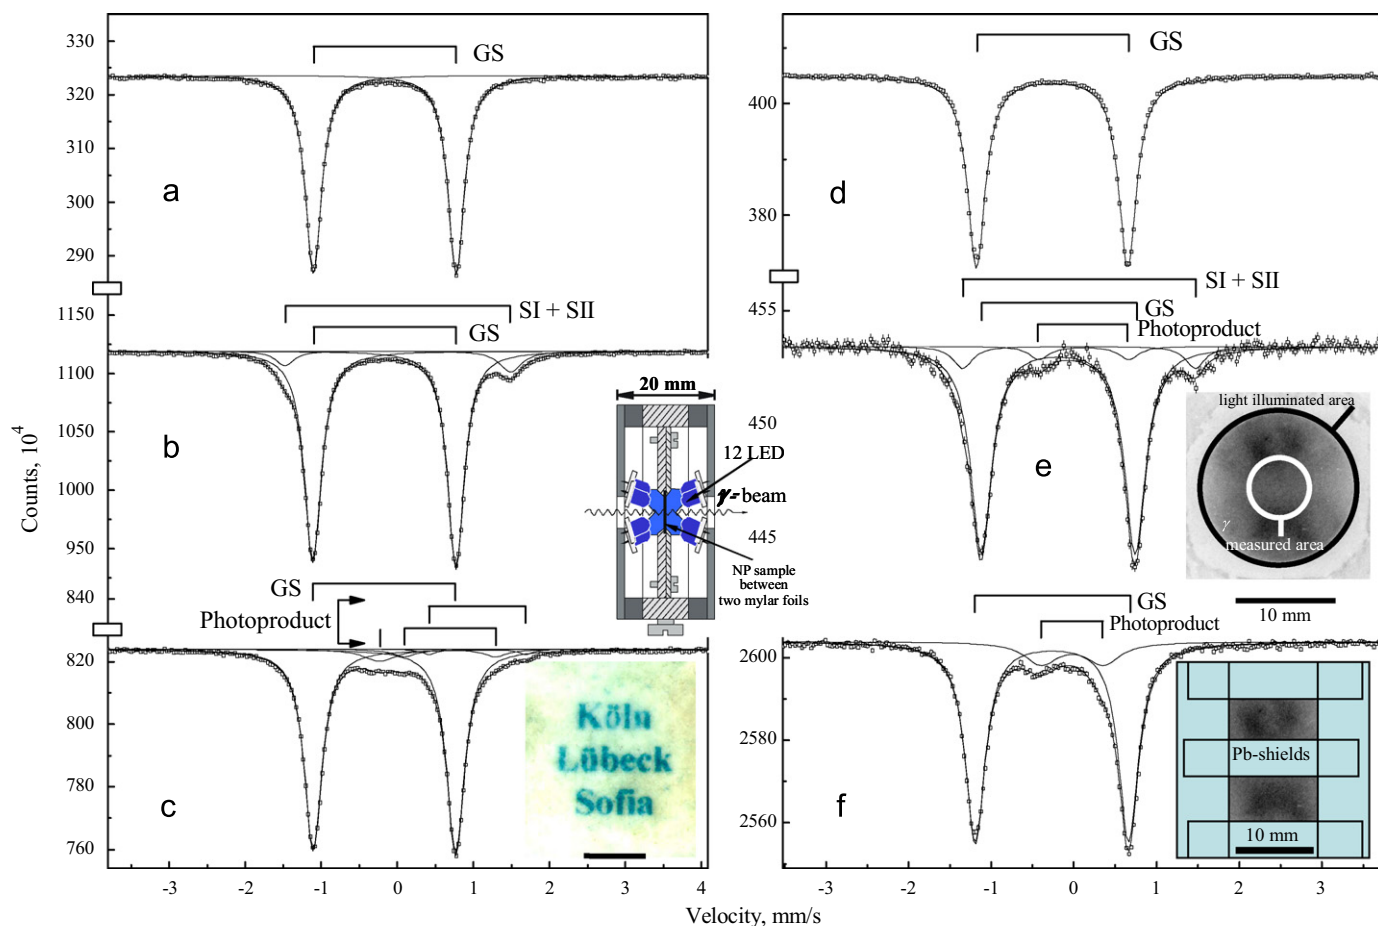 330
320
310
300
290
GS
a
1150
1100
1050
1000
950
SI + SII
GS
b
840
820
800
780
760
GS
Photoproduct
c
Köln
Lübeck
Sofia
Counts, 10⁴
-3
-2
-1
0
1
2
3
4
20 mm
12 LED
γ-beam
NP sample
between
two mylar foils
400
380
GS
d
455
450
445
SI + SII
GS
Photoproduct
e
light illuminated area
γ
measured area
10 mm
2600
2580
2560
GS
Photoproduct
f
Pb-shields
10 mm
-3
-2
-1
0
1
2
3
Velocity, mm/s